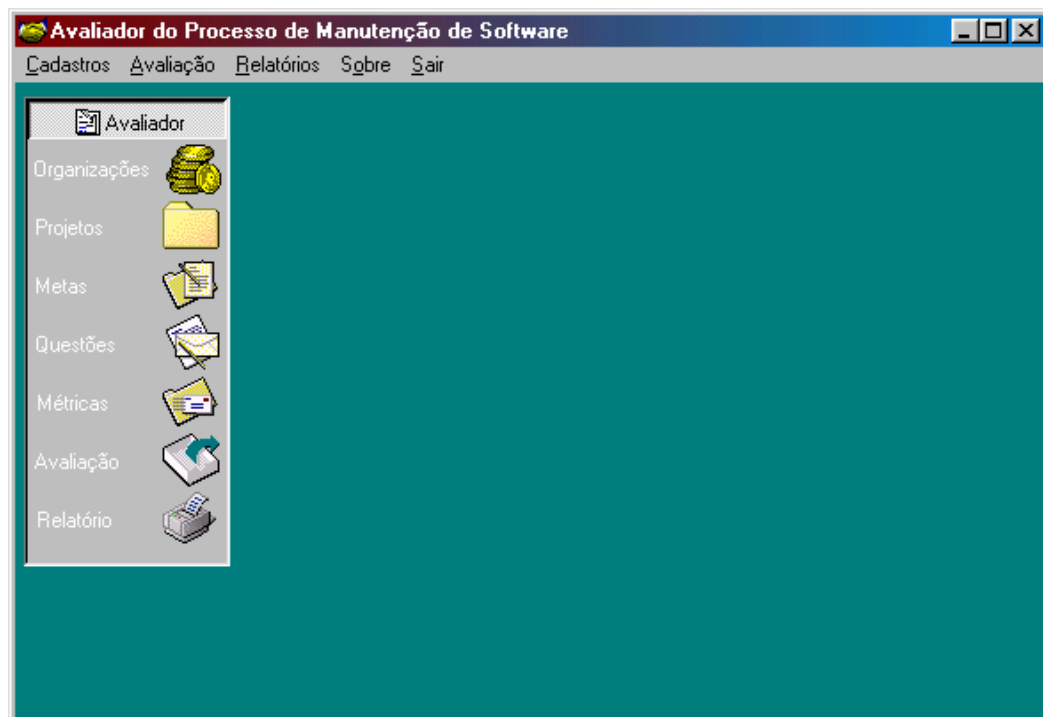 Avaliador do Processo de Manutenção de Software
Cadastros Avaliação Relatórios Sobre Sair
Avaliador
Organizações
Projetos
Metas
Questões
Métricas
Avaliação
Relatório